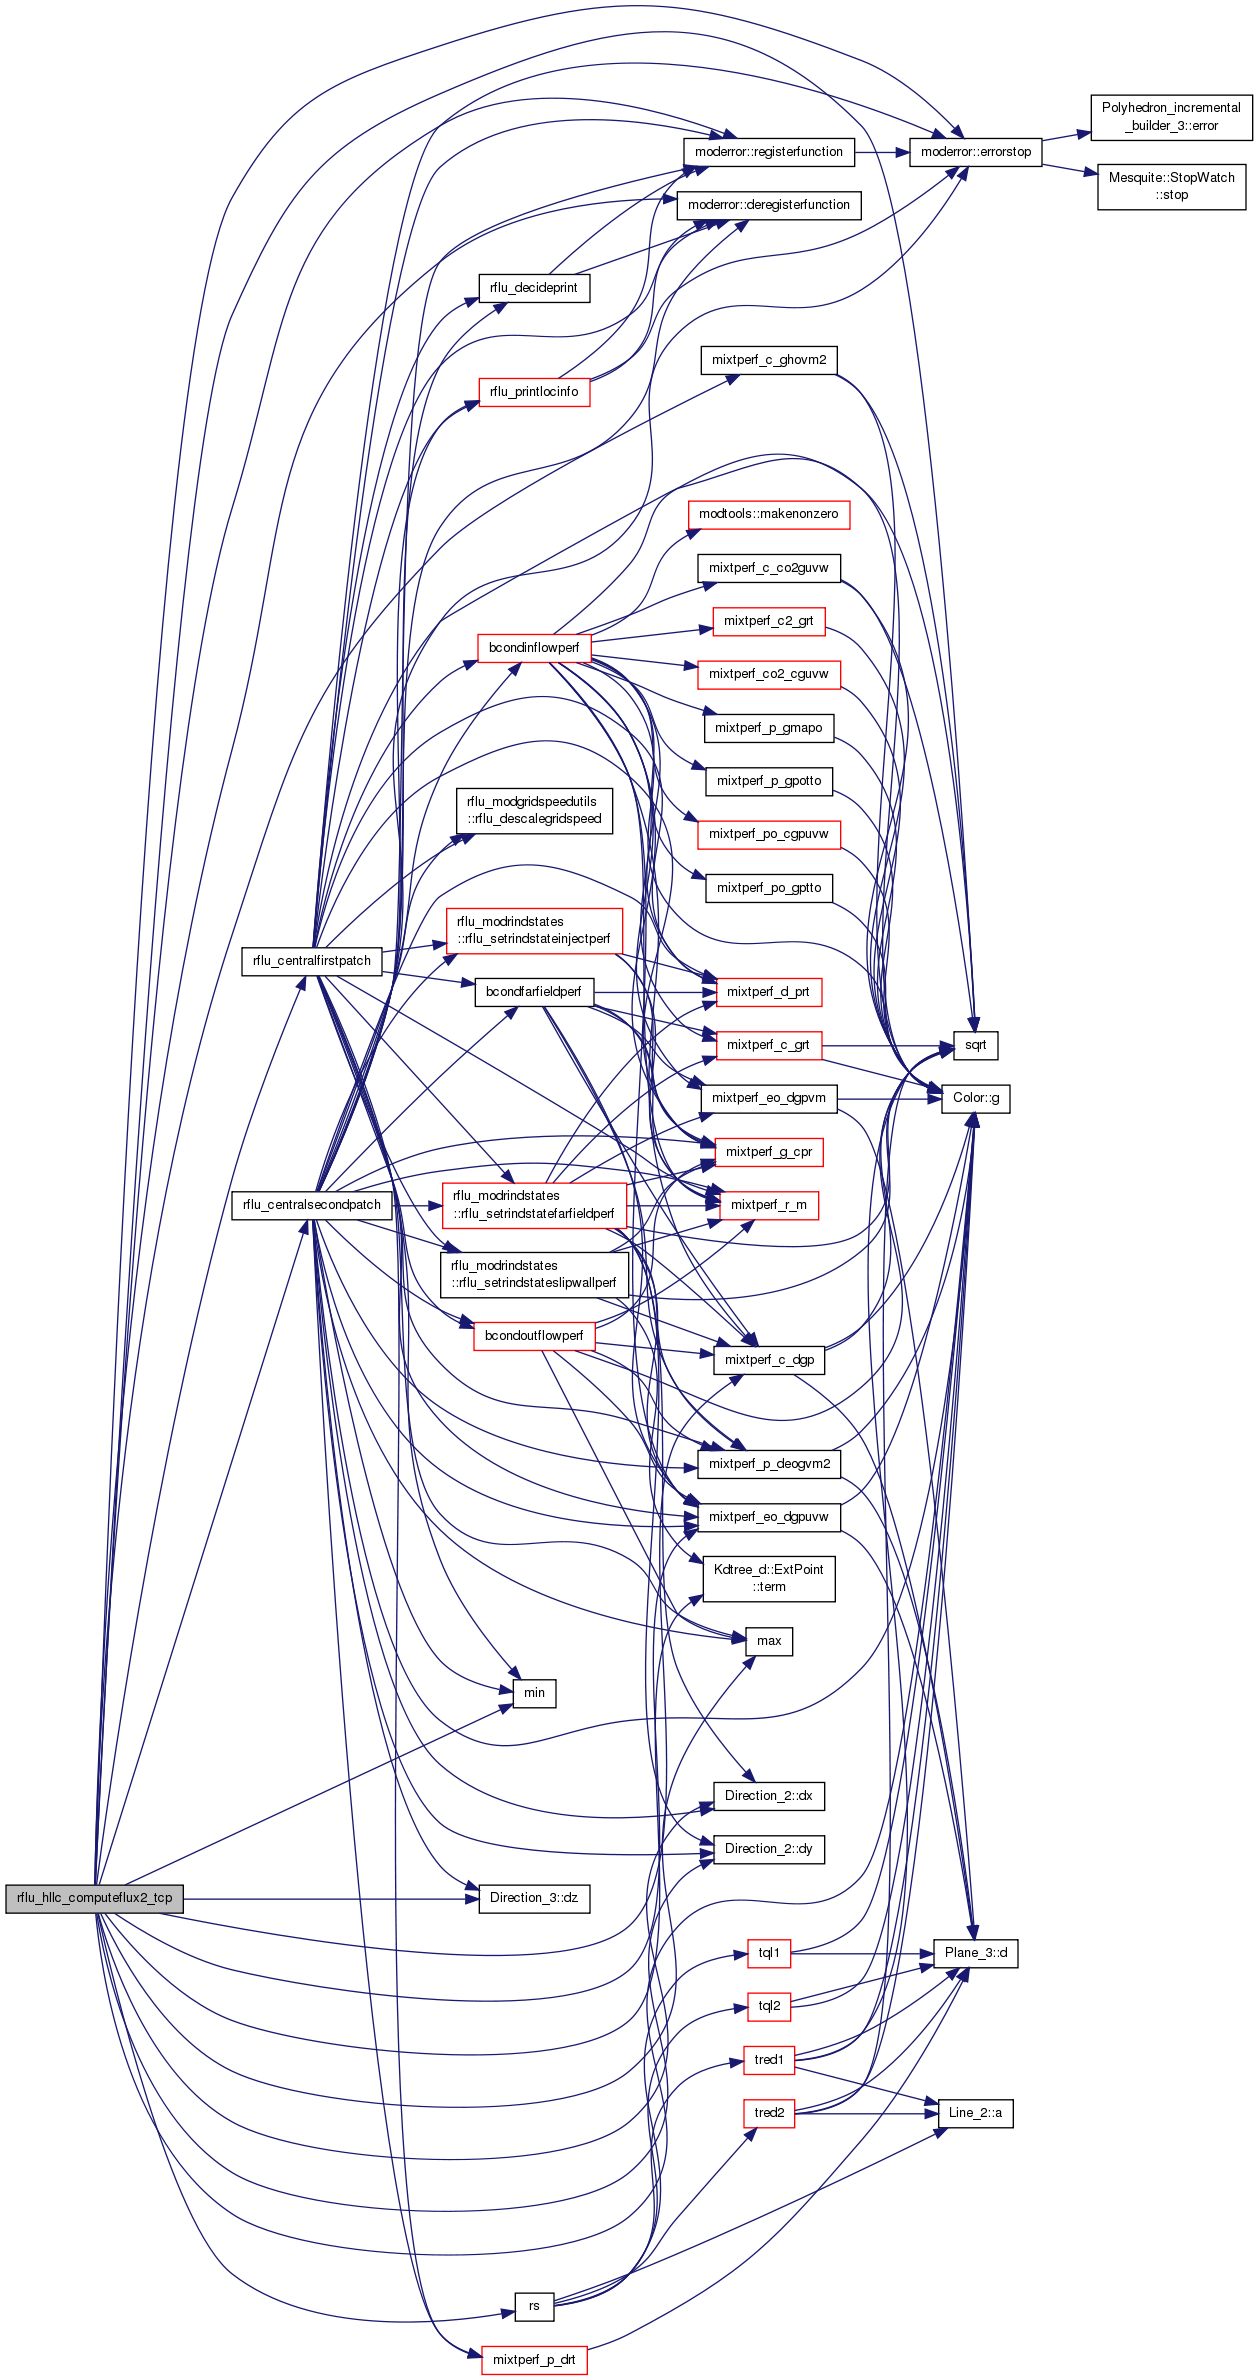 Polyhedron_incremental
_builder_3::error
moderror::registerfunction
moderror::errorstop
Mesquite::StopWatch
::stop
moderror::deregisterfunction
rflu_decideprint
mixtperf_c_ghovm2
rflu_printlocinfo
modtools::makenonzero
mixtperf_c_co2guvw
mixtperf_c2_grt
bcondinflowperf
mixtperf_co2_cguvw
mixtperf_p_gmapo
mixtperf_p_gpotto
rflu_modgridspeedutils
::rflu_descalegridspeed
mixtperf_po_cgpuvw
mixtperf_po_gptto
rflu_modrindstates
::rflu_setrindstateinjectperf
rflu_centralfirstpatch
bcondfarfieldperf
mixtperf_d_prt
mixtperf_c_grt
sqrt
mixtperf_eo_dgpvm
Color::g
mixtperf_g_cpr
rflu_centralsecondpatch
rflu_modrindstates
::rflu_setrindstatefarfieldperf
mixtperf_r_m
rflu_modrindstates
::rflu_setrindstateslipwallperf
bcondoutflowperf
mixtperf_c_dgp
mixtperf_p_deogvm2
mixtperf_eo_dgpuvw
Kdtree_d::ExtPoint
::term
max
min
Direction_2::dx
Direction_2::dy
rflu_hllc_computeflux2_tcp
Direction_3::dz
tql1
Plane_3::d
tql2
tred1
tred2
Line_2::a
rs
mixtperf_p_drt